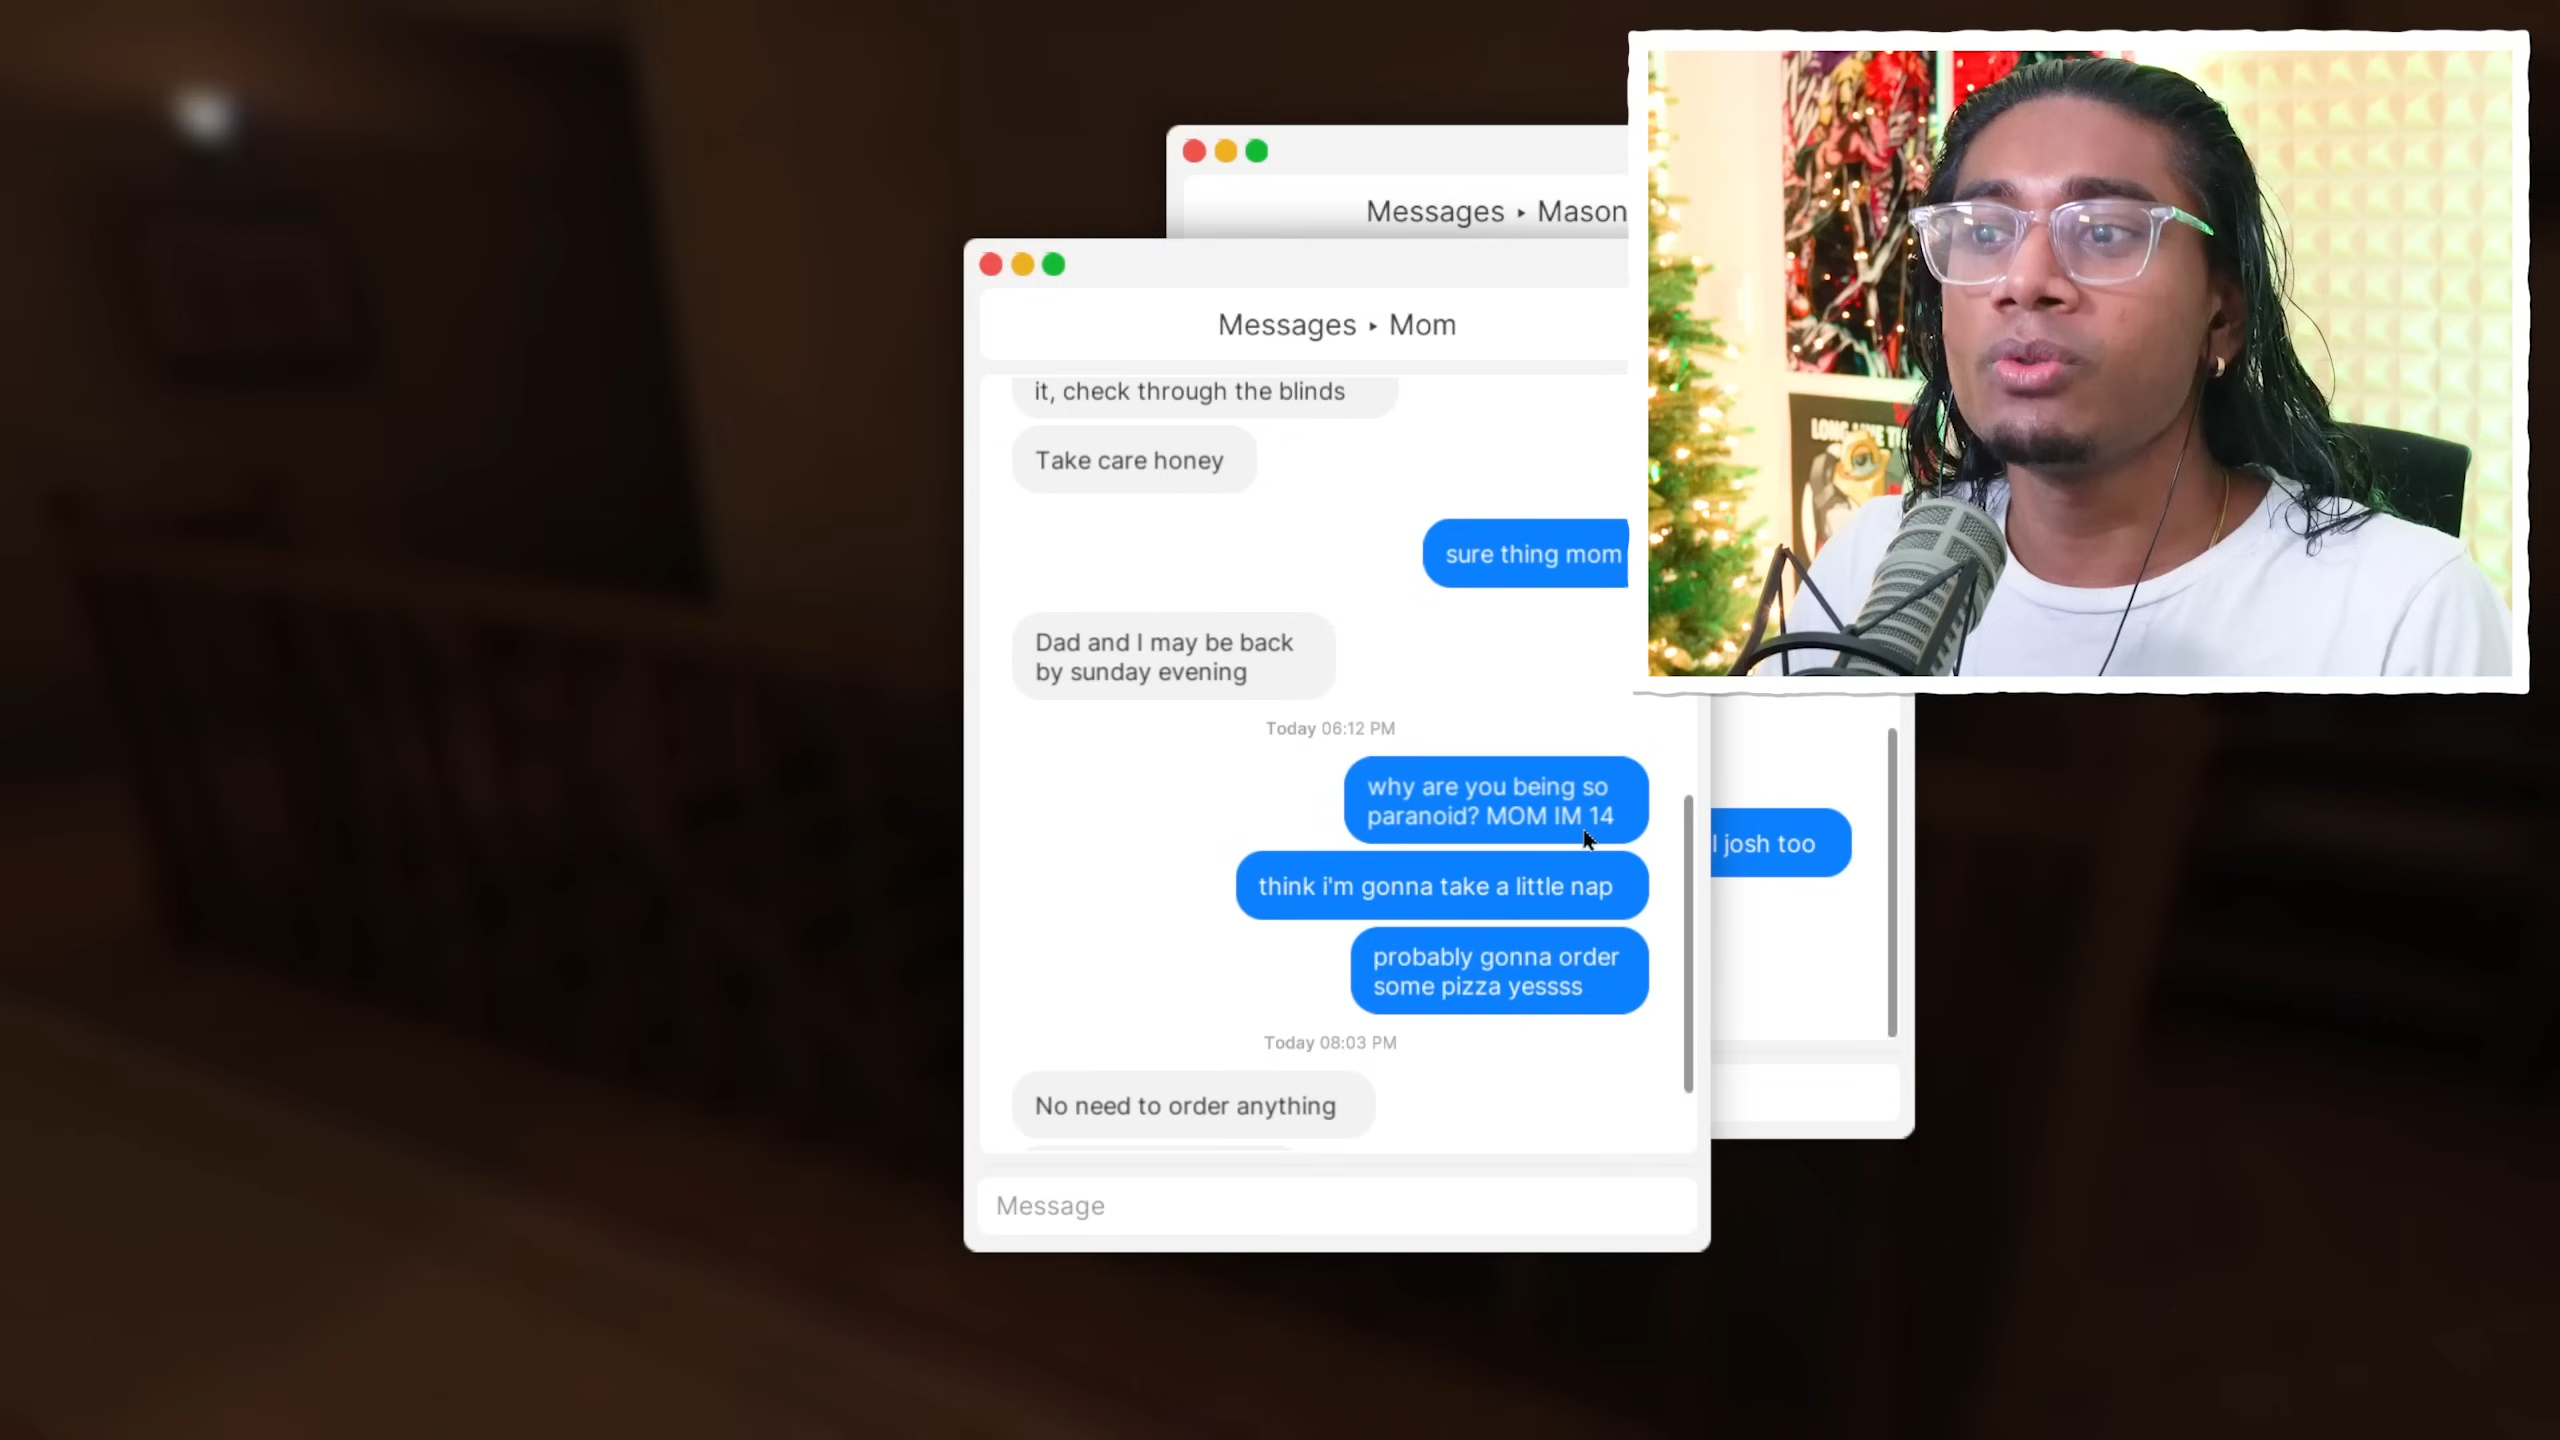 Messages ▸ Mason
Messages ▸ Mom
it, check through the blinds
Take care honey
sure thing mom
Dad and I may be back
by sunday evening
Today 06:12 PM
why are you being so
paranoid? MOM IM 14
think i'm gonna take a little nap
probably gonna order
some pizza yessss
Today 08:03 PM
No need to order anything
Message
josh too
LONG LIVE